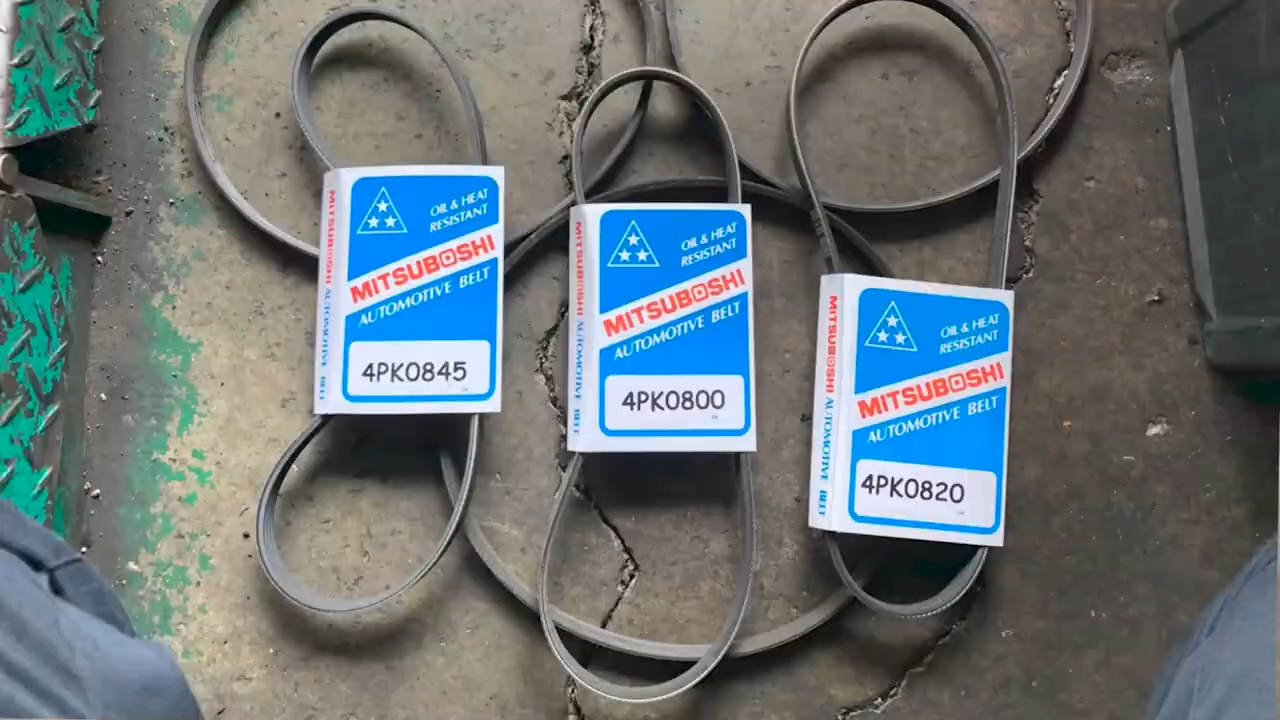 MITSUBOSHI AUTOMOTIVE BELT
OIL & HEAT
RESISTANT
MITSUBOSHI
AUTOMOTIVE BELT
4PK0845
MITSUBOSHI AUTOMOTIVE BELT
OIL & HEAT
RESISTANT
MITSUBOSHI
AUTOMOTIVE BELT
4PK0800
MITSUBOSHI AUTOMOTIVE BELT
OIL & HEAT
RESISTANT
MITSUBOSHI
AUTOMOTIVE BELT
4PK0820